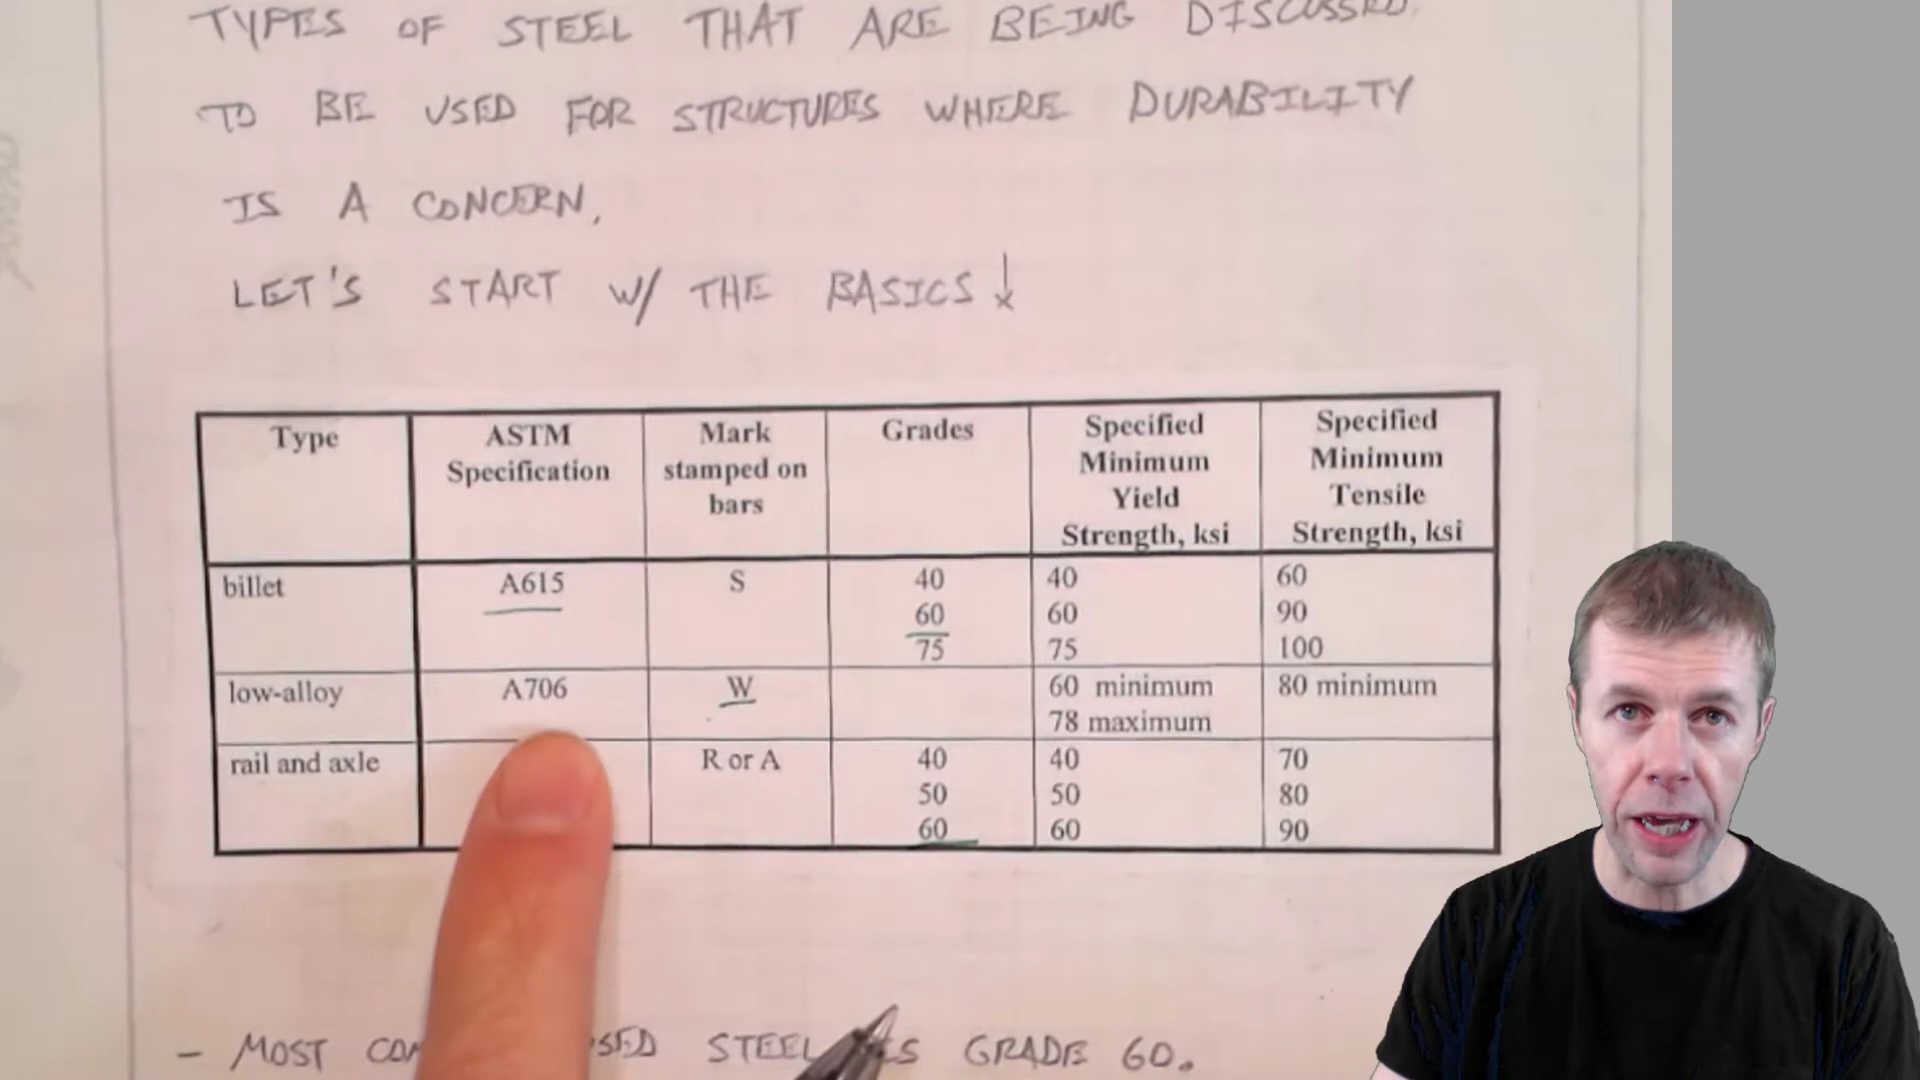 TYPES OF STEEL THAT ARE BEING DISCUSSED
TO BE USED FOR STRUCTURES WHERE DURABILITY
IS A CONCERN.
LET'S START W/ THE BASICS
Type ASTM Specification Mark stamped on bars Grades Specified Minimum Yield Strength, ksi Specified Minimum Tensile Strength, ksi
billet A615 S 40 40 60
60 60 90
75 75 100
low-alloy A706 W 60 minimum 80 minimum
78 maximum
rail and axle R or A 40 40 70
50 50 80
60 60 90
- MOST STEEL GRADE 60.